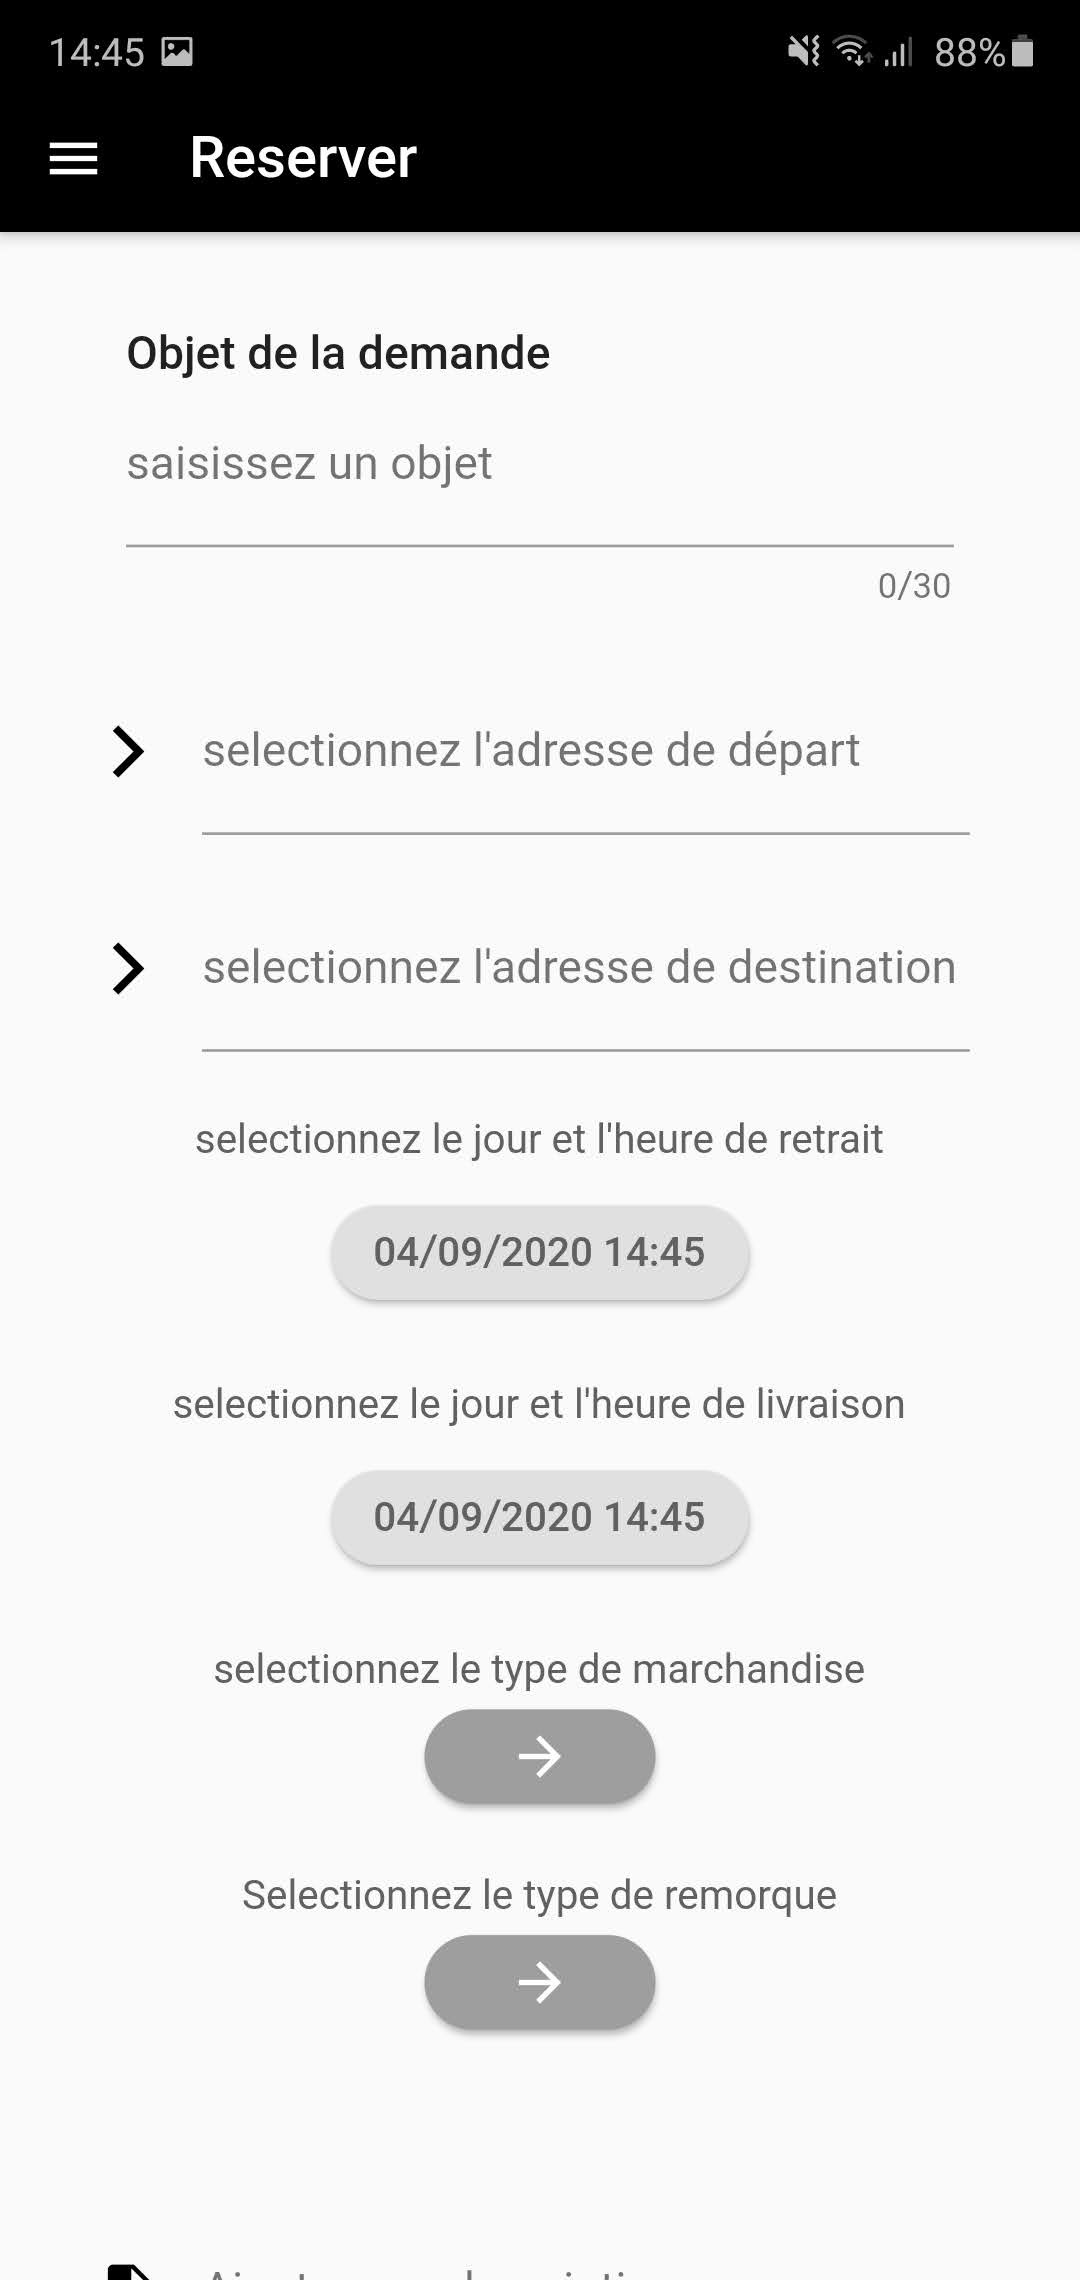 14:45 88%
Reserver
Objet de la demande
saisissez un objet
0/30
selectionnez l'adresse de départ
selectionnez l'adresse de destination
selectionnez le jour et l'heure de retrait
04/09/2020 14:45
selectionnez le jour et l'heure de livraison
04/09/2020 14:45
selectionnez le type de marchandise
Selectionnez le type de remorque